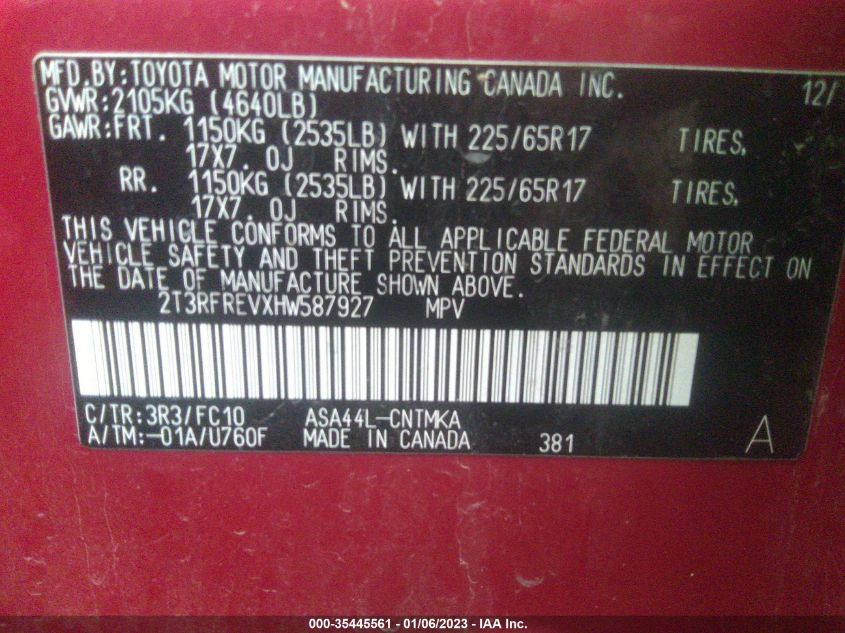 MFD.BY:TOYOTA MOTOR MANUFACTURING CANADA INC. 12/
GVWR:2105KG (4640LB)
GAWR:FRT. 1150KG (2535LB) WITH 225/65R17 TIRES.
17X7.0J RIMS.
RR. 1150KG (2535LB) WITH 225/65R17 TIRES.
17X7.0J RIMS.
THIS VEHICLE CONFORMS TO ALL APPLICABLE FEDERAL MOTOR
VEHICLE SAFETY AND THEFT PREVENTION STANDARDS IN EFFECT ON
THE DATE OF MANUFACTURE SHOWN ABOVE.
2T3RFREVXHW587927 MPV
C/TR:3R3/FC10 ASA44L-CNTMKA
A/TM:-01A/U760F MADE IN CANADA 381 A
000-35445561 - 01/06/2023 - IAA Inc.